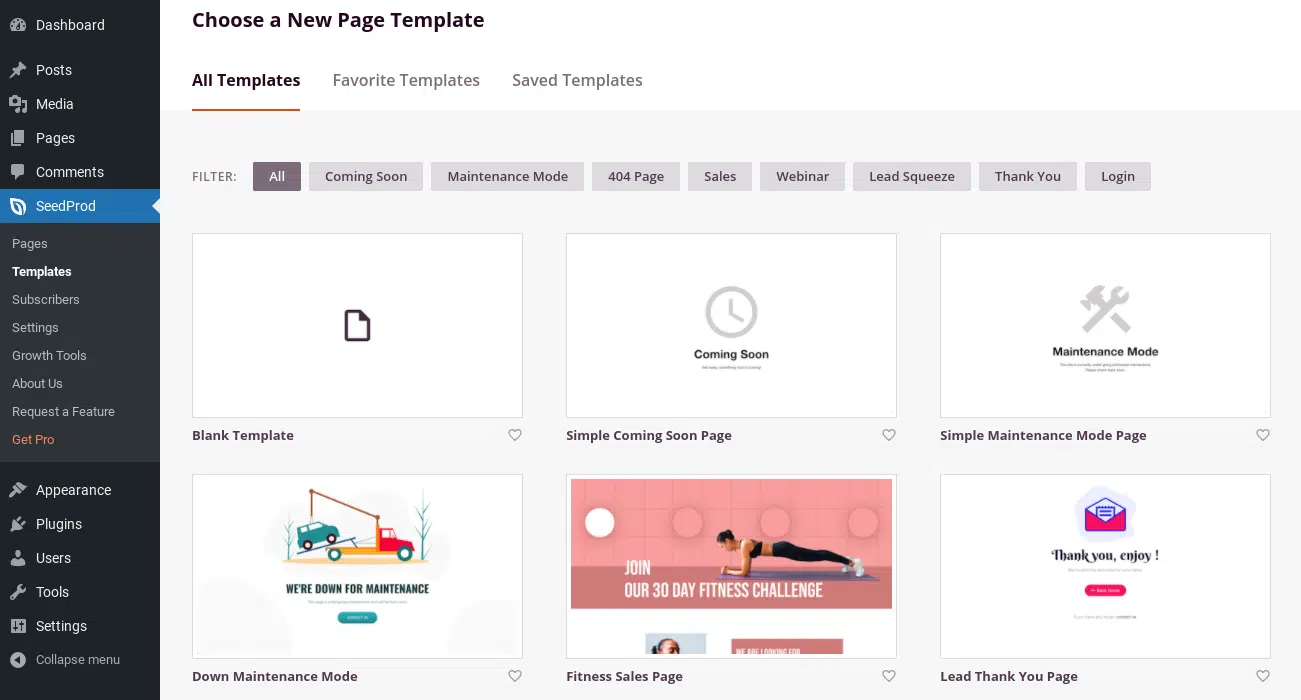 Dashboard
Posts
Media
Pages
Comments
SeedProd
Pages
Templates
Subscribers
Settings
Growth Tools
About Us
Request a Feature
Get Pro
Appearance
Plugins
Users
Tools
Settings
Collapse menu
Choose a New Page Template
All Templates Favorite Templates Saved Templates
FILTER: All Coming Soon Maintenance Mode 404 Page Sales Webinar Lead Squeeze Thank You Login
Coming Soon
Maintenance Mode
Blank Template Simple Coming Soon Page Simple Maintenance Mode Page
WE'RE DOWN FOR MAINTENANCE
CONTACT US
JOIN
OUR 30 DAY FITNESS CHALLENGE
WE ARE LOOKING FOR
Thank you, enjoy !
Down Maintenance Mode Fitness Sales Page Lead Thank You Page